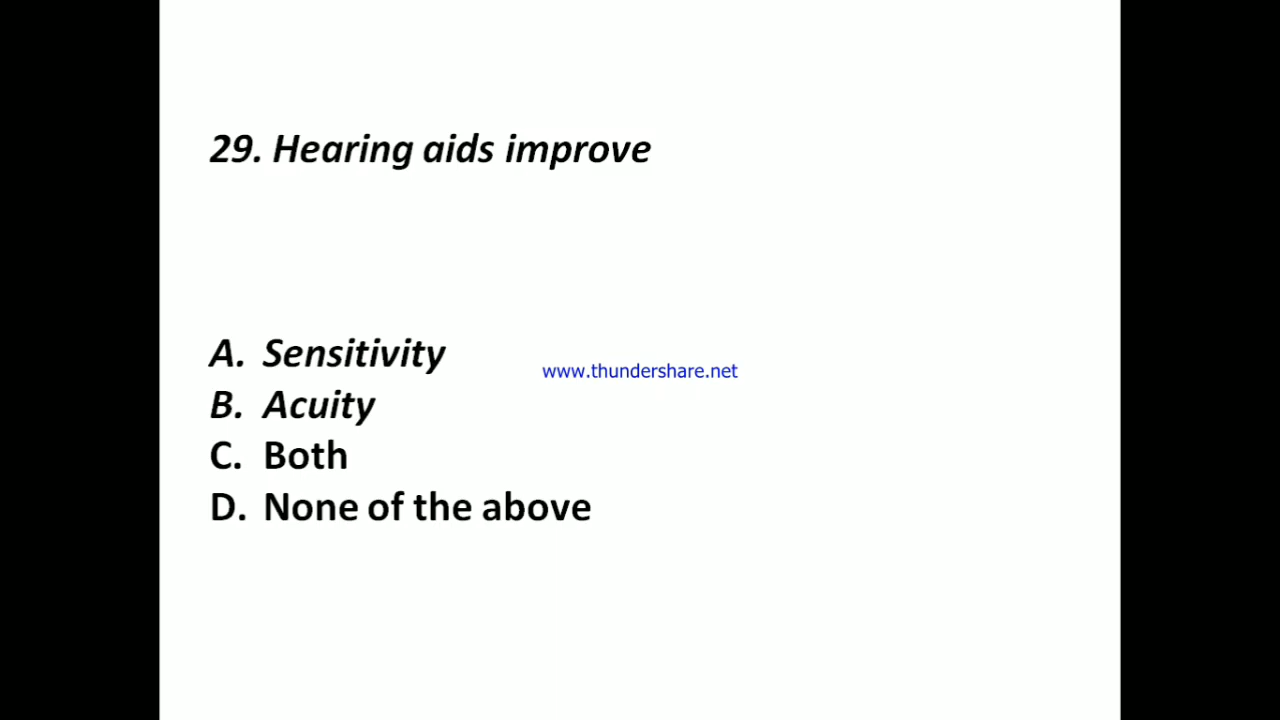 29. Hearing aids improve
A. Sensitivity
www.thundershare.net
B. Acuity
C. Both
D. None of the above